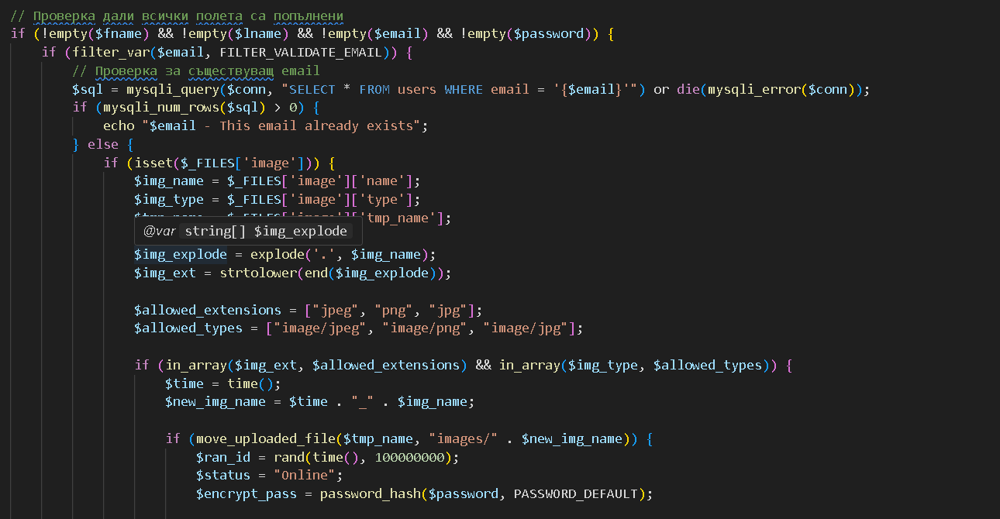 // Проверка дали всички полета са попълнени
if (!empty($fname) && !empty($lname) && !empty($email) && !empty($password)) {
if (filter_var($email, FILTER_VALIDATE_EMAIL)) {
// Проверка за съществуващ email
$sql = mysqli_query($conn, "SELECT * FROM users WHERE email = '{$email}'") or die(mysqli_error($conn));
if (mysqli_num_rows($sql) > 0) {
echo "$email - This email already exists";
} else {
if (isset($_FILES['image'])) {
$img_name = $_FILES['image']['name'];
$img_type = $_FILES['image']['type'];
$tmp_name = $_FILES['image']['tmp_name'];
@var string[] $img_explode
$img_explode = explode('.', $img_name);
$img_ext = strtolower(end($img_explode));
$allowed_extensions = ["jpeg", "png", "jpg"];
$allowed_types = ["image/jpeg", "image/png", "image/jpg"];
if (in_array($img_ext, $allowed_extensions) && in_array($img_type, $allowed_types)) {
$time = time();
$new_img_name = $time . "_" . $img_name;
if (move_uploaded_file($tmp_name, "images/" . $new_img_name)) {
$ran_id = rand(time(), 100000000);
$status = "Online";
$encrypt_pass = password_hash($password, PASSWORD_DEFAULT);